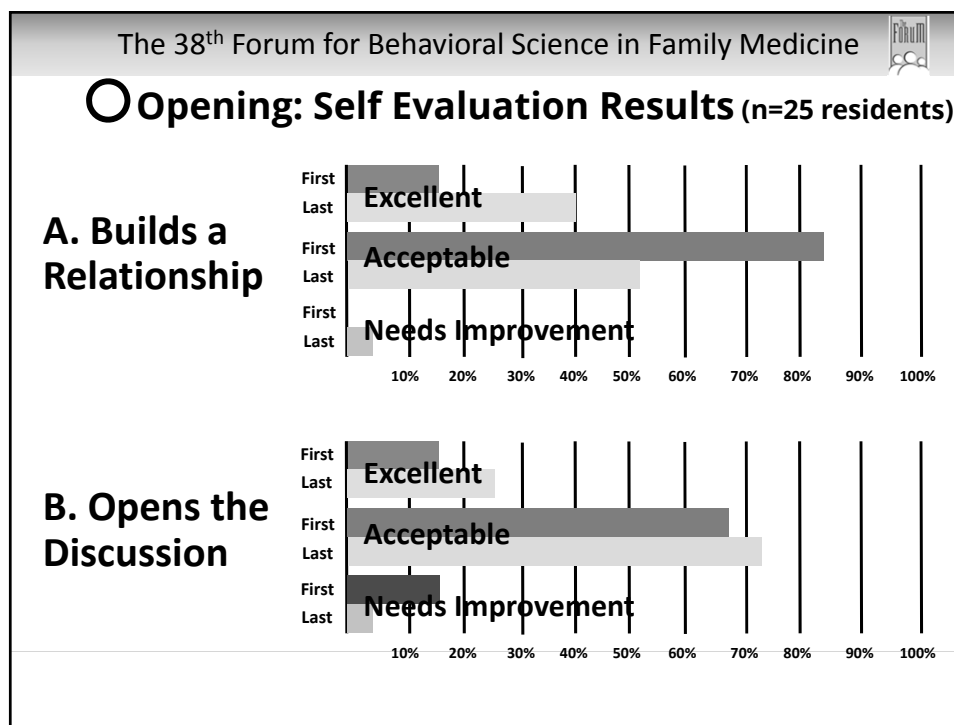 The 38th Forum for Behavioral Science in Family Medicine
The
FORUM
Opening: Self Evaluation Results (n=25 residents)
A. Builds a
Relationship
First
Last
Excellent
First
Last
Acceptable
First
Last
Needs Improvement
10% 20% 30% 40% 50% 60% 70% 80% 90% 100%
B. Opens the
Discussion
First
Last
Excellent
First
Last
Acceptable
First
Last
Needs Improvement
10% 20% 30% 40% 50% 60% 70% 80% 90% 100%